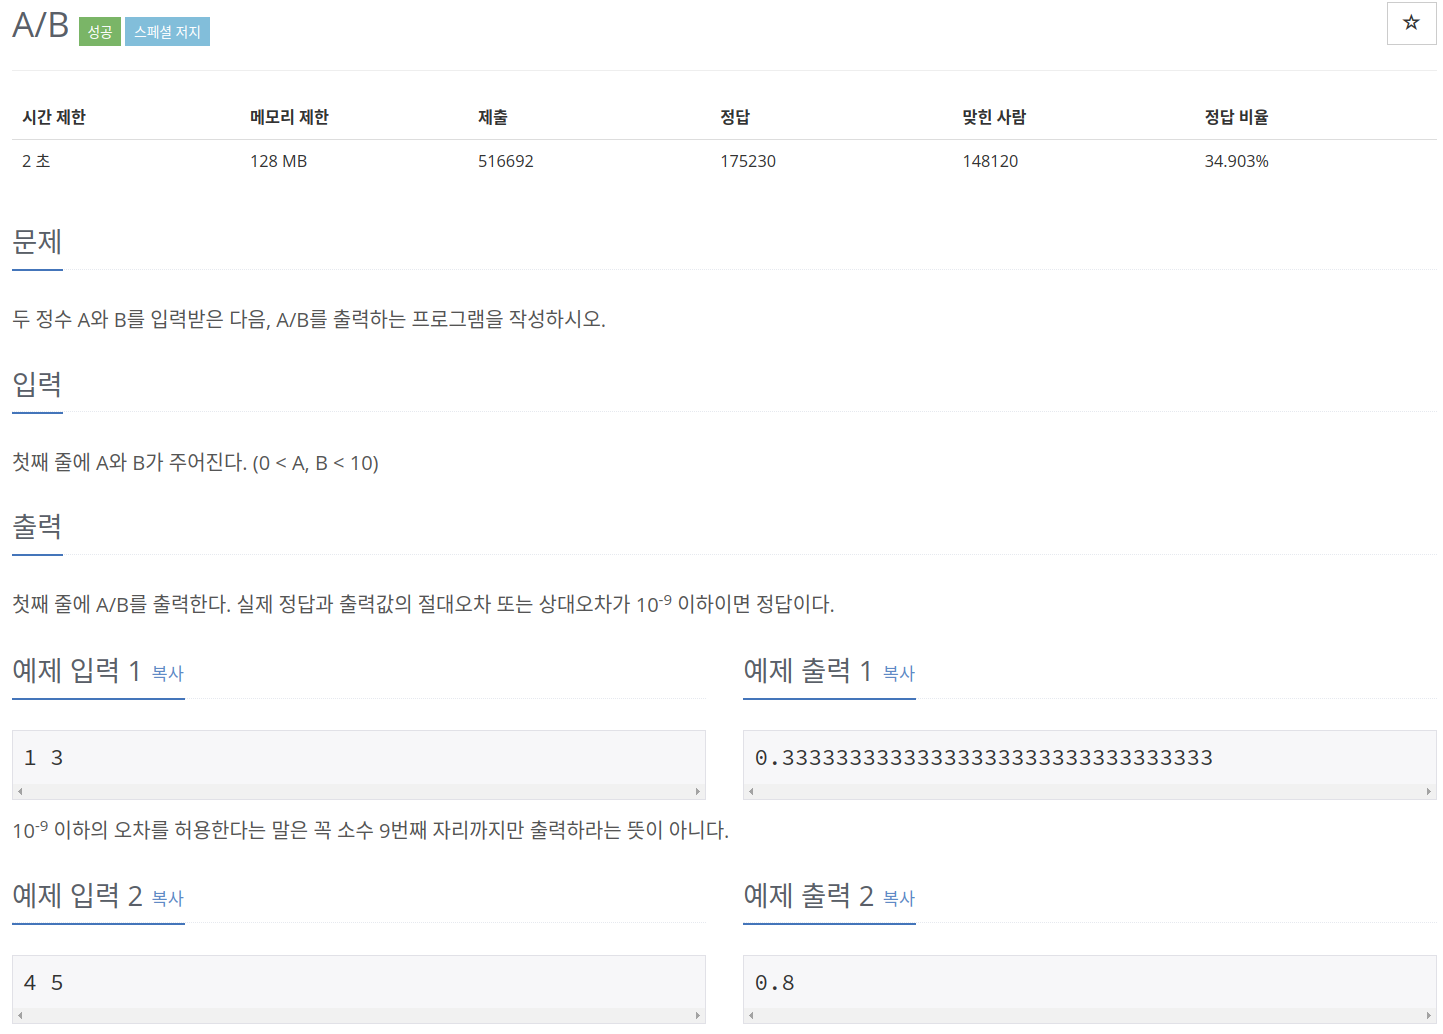 A/B 성공 스페셜 저지
☆
시간 제한 메모리 제한 제출 정답 맞힌 사람 정답 비율
2 초 128 MB 516692 175230 148120 34.903%
문제
두 정수 A와 B를 입력받은 다음, A/B를 출력하는 프로그램을 작성하시오.
입력
첫째 줄에 A와 B가 주어진다. (0 < A, B < 10)
출력
첫째 줄에 A/B를 출력한다. 실제 정답과 출력값의 절대오차 또는 상대오차가 10⁻⁹ 이하이면 정답이다.
예제 입력 1 복사 예제 출력 1 복사
1 3 0.33333333333333333333333333333333
10⁻⁹ 이하의 오차를 허용한다는 말은 꼭 소수 9번째 자리까지만 출력하라는 뜻이 아니다.
예제 입력 2 복사 예제 출력 2 복사
4 5 0.8